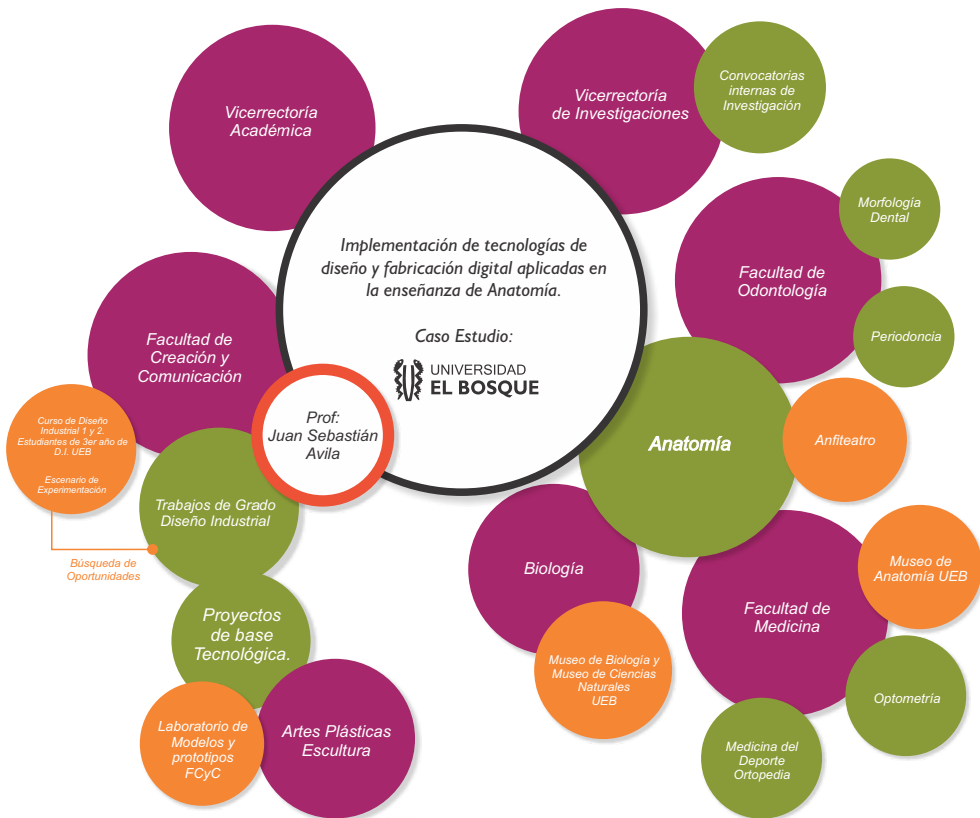 Vicerrectoría
Académica
Vicerrectoría
de Investigaciones
Convocatorias
internas de
Investigación
Implementación de tecnologías de
diseño y fabricación digital aplicadas en
la enseñanza de Anatomía.
Caso Estudio:
UNIVERSIDAD
EL BOSQUE
Morfología
Dental
Facultad de
Odontología
Periodoncia
Facultad de
Creación y
Comunicación
Prof:
Juan Sebastián
Avila
Anatomía
Anfiteatro
Curso de Diseño
Industrial 1 y 2.
Estudiantes de 3er año de
D.I. UEB
Escenario de
Experimentación
Trabajos de Grado
Diseño Industrial
Búsqueda de
Oportunidades
Biología
Museo de
Anatomía UEB
Facultad de
Medicina
Proyectos
de base
Tecnológica.
Museo de Biología y
Museo de Ciencias
Naturales
UEB
Optometría
Laboratorio de
Modelos y
prototipos
FCyC
Artes Plásticas
Escultura
Medicina del
Deporte
Ortopedia